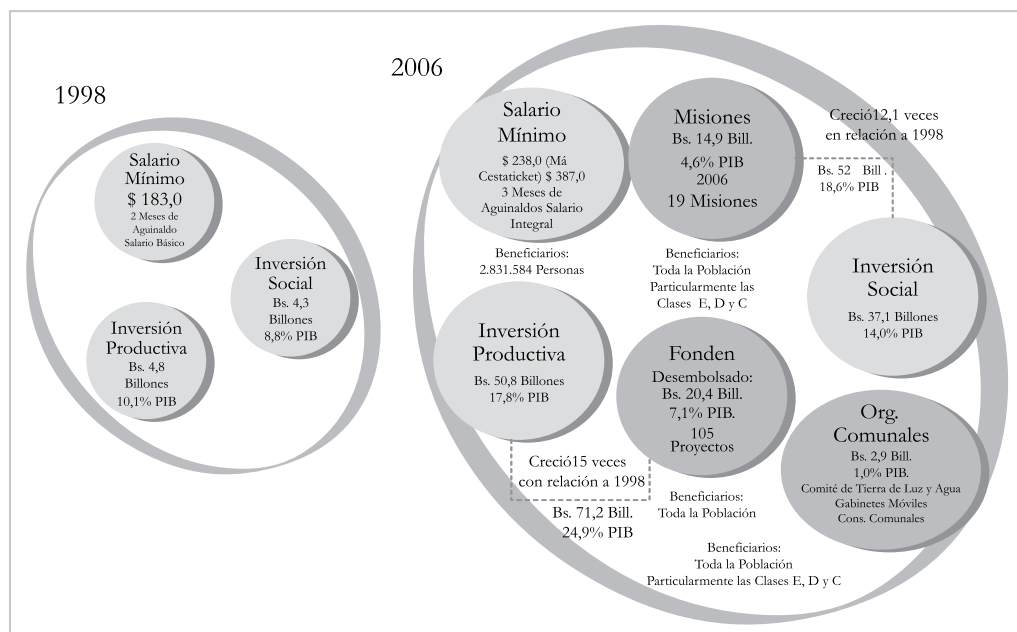 1998
Salario
Mínimo
$ 183,0
2 Meses de
Aguinaldo
Salario Básico
Inversión
Social
Bs. 4,3
Billones
8,8% PIB
Inversión
Productiva
Bs. 4,8
Billones
10,1% PIB
2006
Salario
Mínimo
$ 238,0 (Má
Cestaticket) $ 387,0
3 Meses de
Aguinaldos Salario
Integral
Beneficiarios:
2.831.584 Personas
Misiones
Bs. 14,9 Bill.
4,6% PIB
2006
19 Misiones
Beneficiarios:
Toda la Población
Particularmente las
Clases E, D y C
Creció12,1 veces
en relación a 1998
Bs. 52 Bill.
18,6% PIB
Inversión
Social
Bs. 37,1 Billones
14,0% PIB
Inversión
Productiva
Bs. 50,8 Billones
17,8% PIB
Fonden
Desembolsado:
Bs. 20,4 Bill.
7,1% PIB.
105
Proyectos
Creció15 veces
con relación a 1998
Bs. 71,2 Bill.
24,9% PIB
Beneficiarios:
Toda la Población
Org.
Comunales
Bs. 2,9 Bill.
1,0% PIB.
Comité de Tierra de Luz y Agua
Gabinetes Móviles
Cons. Comunales
Beneficiarios:
Toda la Población
Particularmente las Clases E, D y C